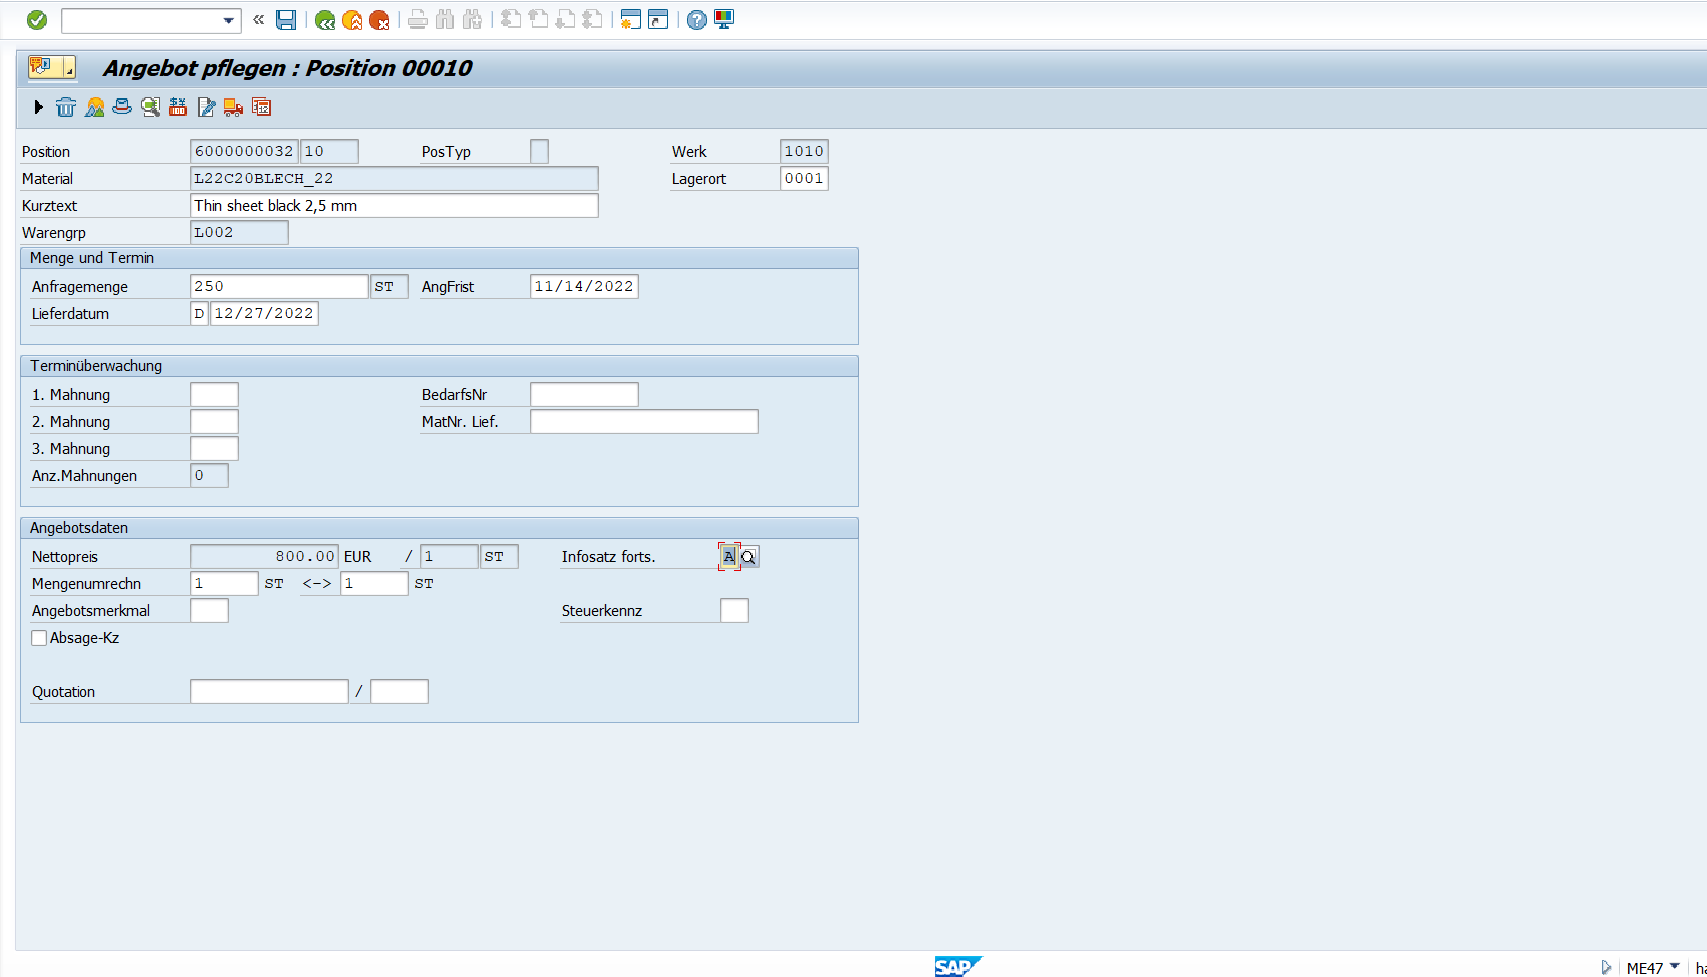 Angebot pflegen : Position 00010
Position 6000000032 10 PosTyp Werk 1010
Material L22C20BLECH_22 Lagerort 0001
Kurztext Thin sheet black 2,5 mm
Warengrp L002
Menge und Termin
Anfragemenge 250 ST AngFrist 11/14/2022
Lieferdatum D 12/27/2022
Terminüberwachung
1. Mahnung BedarfsNr
2. Mahnung MatNr. Lief.
3. Mahnung
Anz.Mahnungen 0
Angebotsdaten
Nettopreis 800.00 EUR / 1 ST Infosatz forts. A
Mengenumrechn 1 ST <-> 1 ST
Angebotsmerkmal Steuerkennz
Absage-Kz
Quotation /
SAP ME47